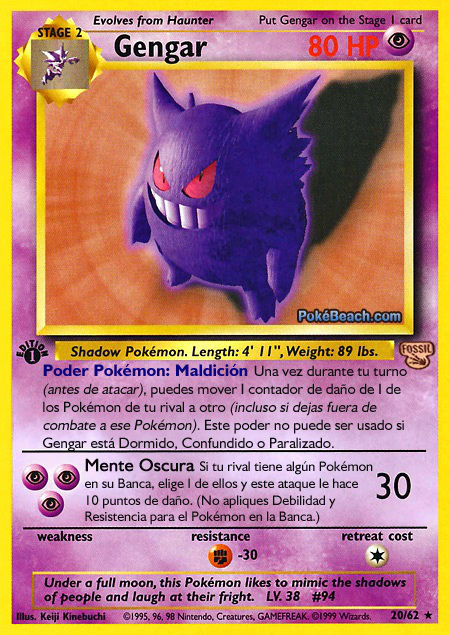 Evolves from Haunter Put Gengar on the Stage 1 card
STAGE 2
Gengar 80 HP
PokéBeach.com
EDITION 1
FOSSIL
Shadow Pokémon. Length: 4' 11", Weight: 89 lbs.
Poder Pokémon: Maldición Una vez durante tu turno
(antes de atacar), puedes mover 1 contador de daño de 1 de
los Pokémon de tu rival a otro (incluso si dejas fuera de
combate a ese Pokémon). Este poder no puede ser usado si
Gengar está Dormido, Confundido o Paralizado.
Mente Oscura Si tu rival tiene algún Pokémon
en su Banca, elige 1 de ellos y este ataque le hace
10 puntos de daño. (No apliques Debilidad y
Resistencia para el Pokémon en la Banca.)
30
weakness resistance retreat cost
-30
Under a full moon, this Pokémon likes to mimic the shadows
of people and laugh at their fright. LV. 38 #94
Illus. Keiji Kinebuchi ©1995, 96, 98 Nintendo, Creatures, GAMEFREAK. ©1999 Wizards. 20/62 ★